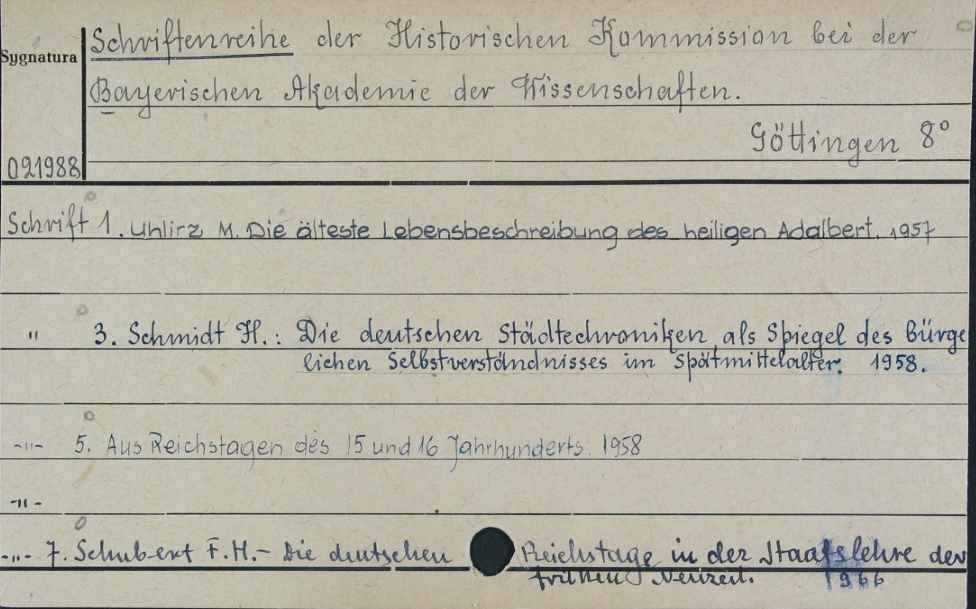 Schriftenreihe der Historischen Kommission bei der
Sygnatura
Bayerischen Akademie der Wissenschaften.
Göttingen 8°
021988
Schrift 1. Uhlirz M. Die älteste Lebensbeschreibung des heiligen Adalbert. 1957
" 3. Schmidt H.: Die deutschen Städtechroniken als Spiegel des Bürge
lichen Selbstverständnisses im Spätmittelalter. 1958.
-"- 5. Aus Reichstagen des 15 und 16 Jahrhunderts. 1958
-"-
-"- 7. Schubert F.H.- Die deutschen Reichstage in der Staatslehre der
frühen Neuzeit. 1966